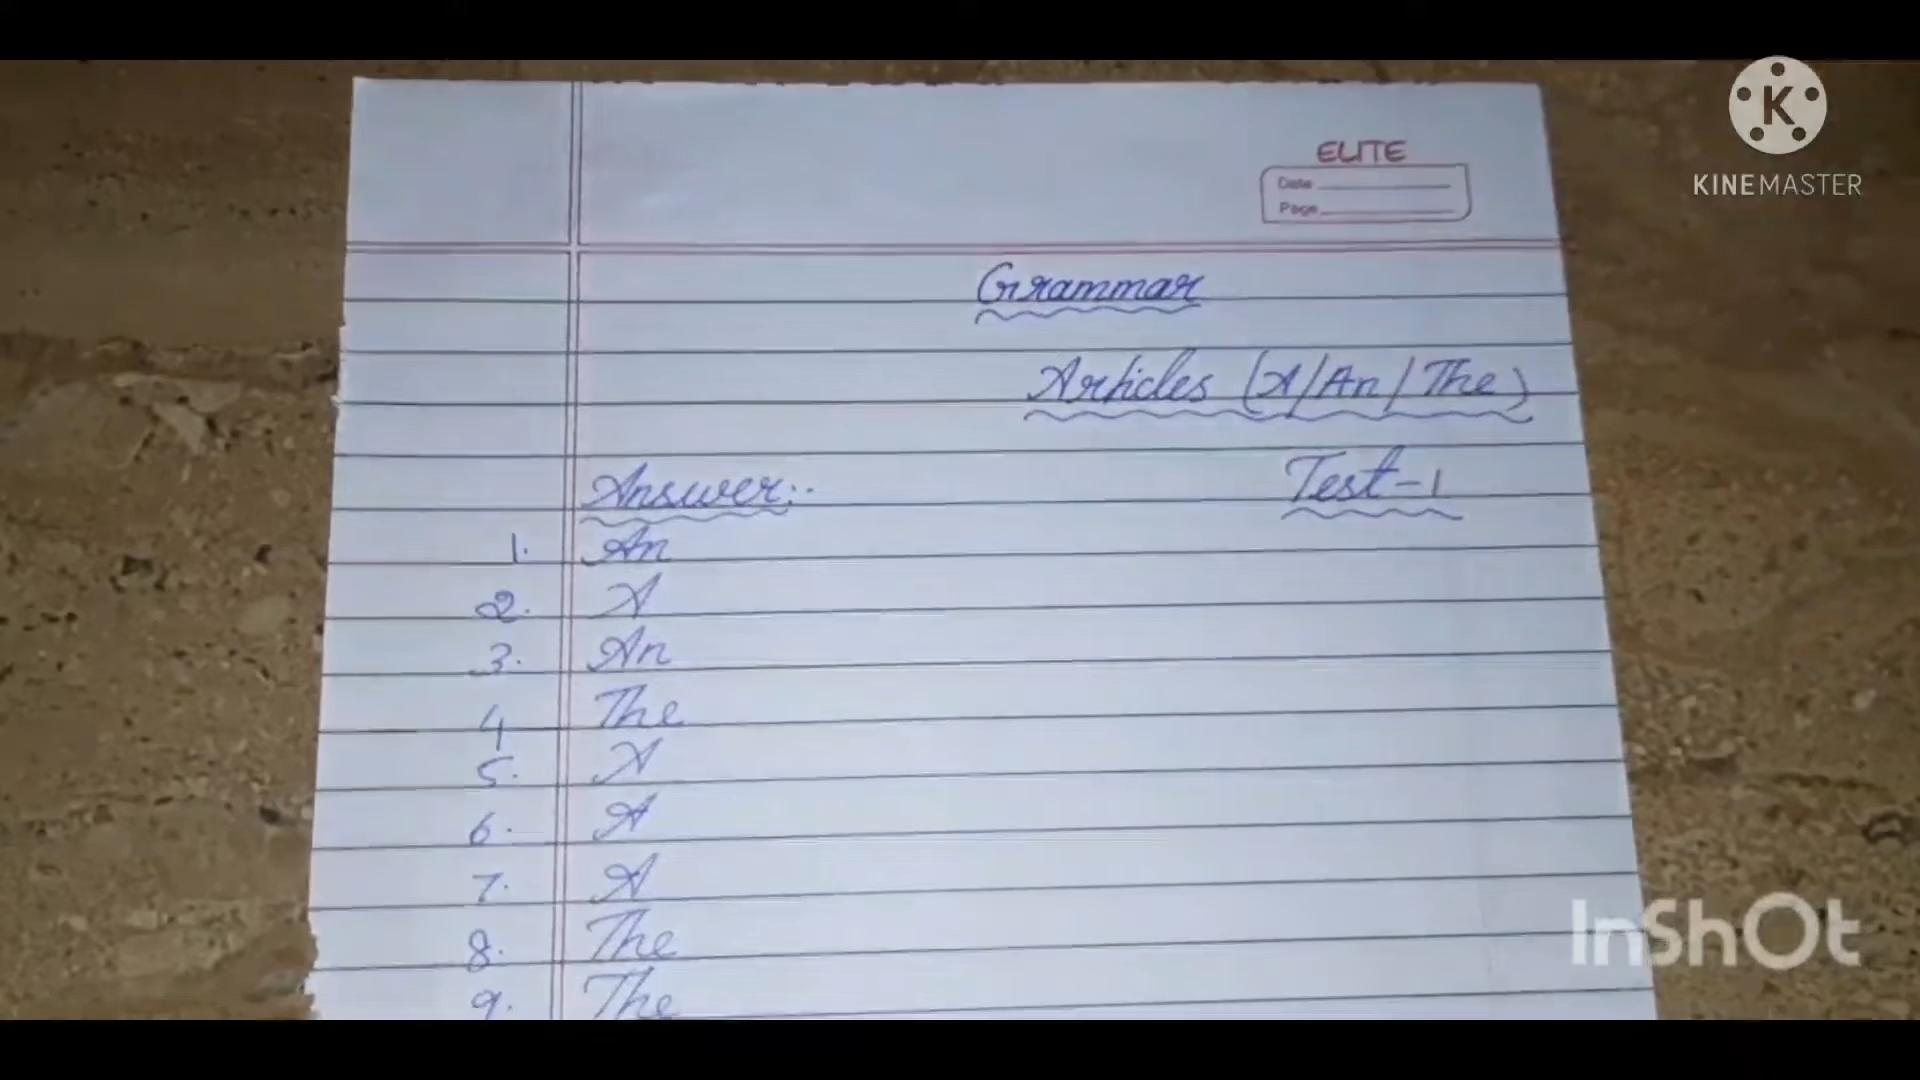 K
KINEMASTER
ELITE
Date
Page
Grammar
Articles (A/An/The)
Answer:-
Test-1
1. An
2. A
3. An
4 The
5. A
6. A
7. A
8. The
9. The
InShOt